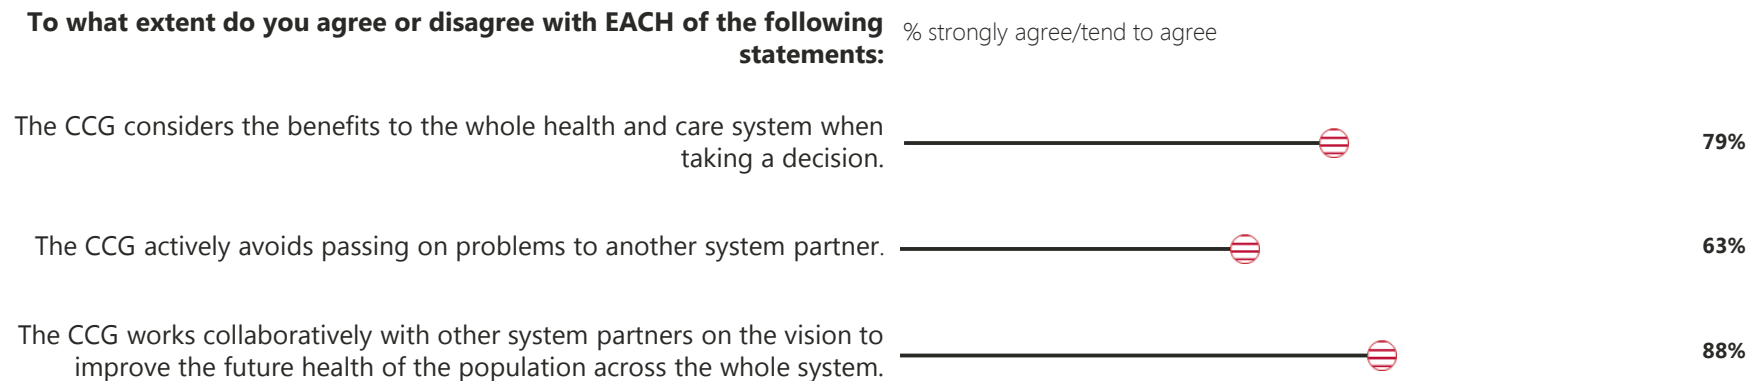 To what extent do you agree or disagree with EACH of the following
statements:
% strongly agree/tend to agree
The CCG considers the benefits to the whole health and care system when
taking a decision.
79%
The CCG actively avoids passing on problems to another system partner.
63%
The CCG works collaboratively with other system partners on the vision to
improve the future health of the population across the whole system.
88%